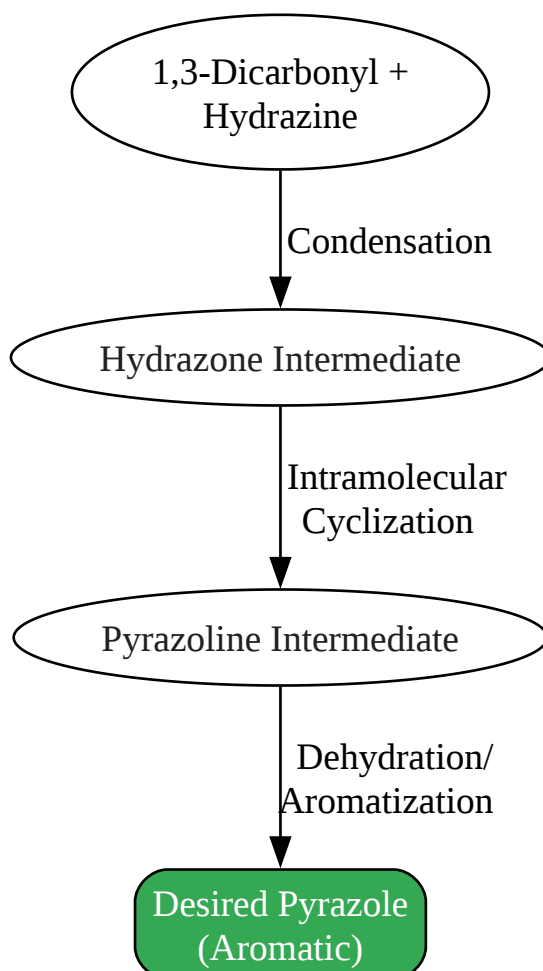 1,3-Dicarbonyl +
Hydrazine
Condensation
Hydrazone Intermediate
Intramolecular
Cyclization
Pyrazoline Intermediate
Dehydration/
Aromatization
Desired Pyrazole
(Aromatic)